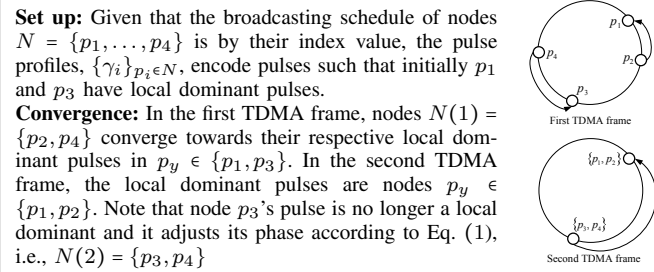 Set up: Given that the broadcasting schedule of nodes
N = {p₁, . . . , p₄} is by their index value, the pulse
profiles, {γᵢ}ₚᵢ∈N, encode pulses such that initially p₁
and p₃ have local dominant pulses.
Convergence: In the first TDMA frame, nodes N(1) =
{p₂, p₄} converge towards their respective local dom-
inant pulses in p_y ∈ {p₁, p₃}. In the second TDMA
frame, the local dominant pulses are nodes p_y ∈
{p₁, p₂}. Note that node p₃'s pulse is no longer a local
dominant and it adjusts its phase according to Eq. (1),
i.e., N(2) = {p₃, p₄}
p₁
p₂
p₄
p₃
First TDMA frame
{p₁, p₂}
{p₃, p₄}
Second TDMA frame